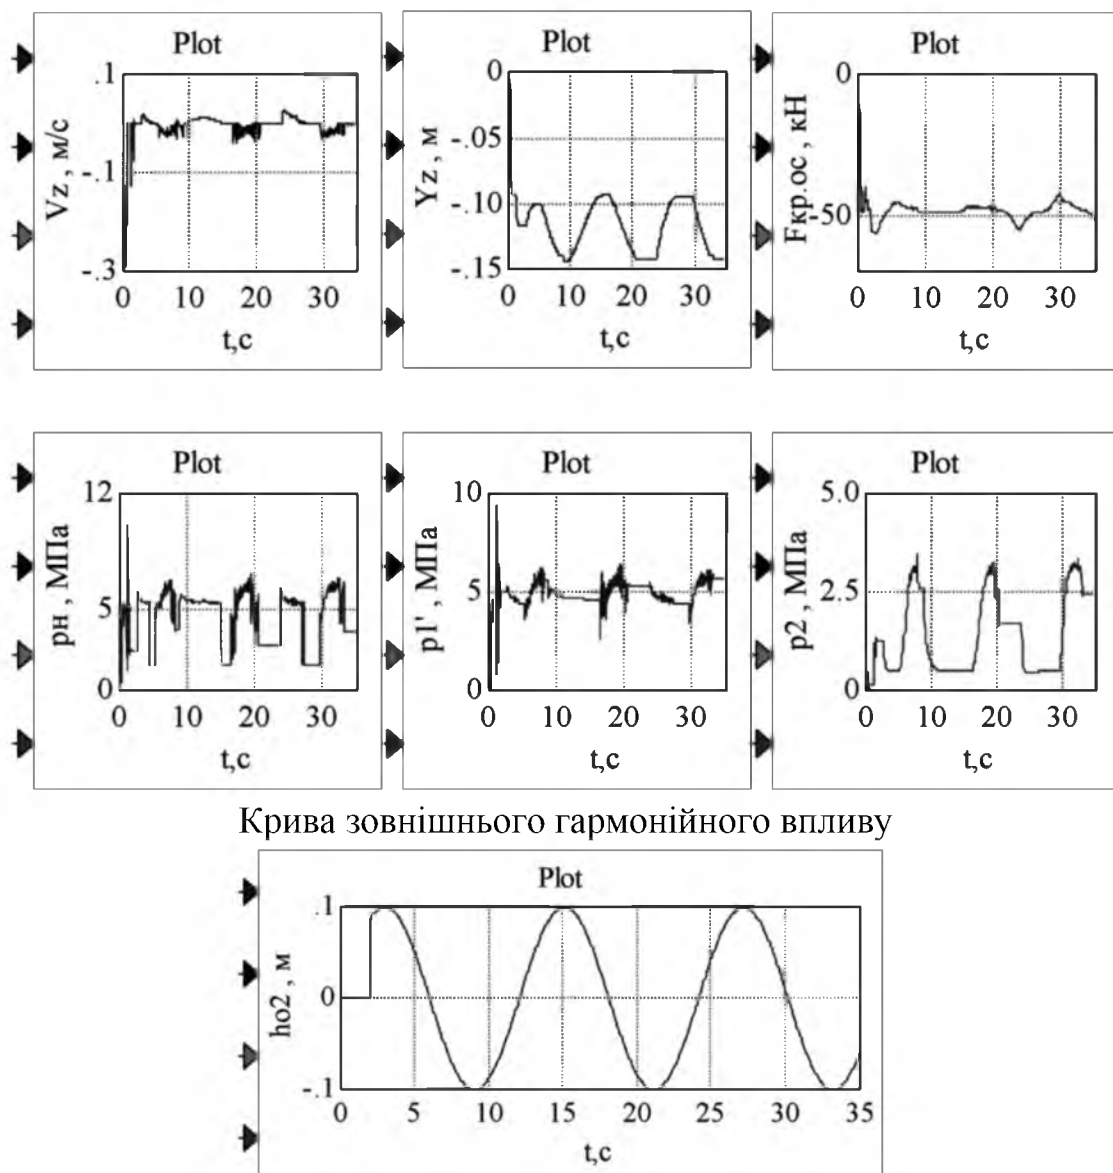 Plot
Vz , м/с
.1
-.1
-.3
0 10 20 30
t,c
Plot
Yz , м
0
-.05
-.10
-.15
0 10 20 30
t,c
Plot
Fкр.ос , кН
0
-50
0 10 20 30
t,c
Plot
рн , МПа
12
5
0
0 10 20 30
t,c
Plot
p1' , МПа
10
5
0
0 10 20 30
t,c
Plot
p2 , МПа
5.0
2.5
0
0 10 20 30
t,c
Крива зовнішнього гармонійного впливу
Plot
ho2 , м
.1
0
-.1
0 5 10 15 20 25 30 35
t,c